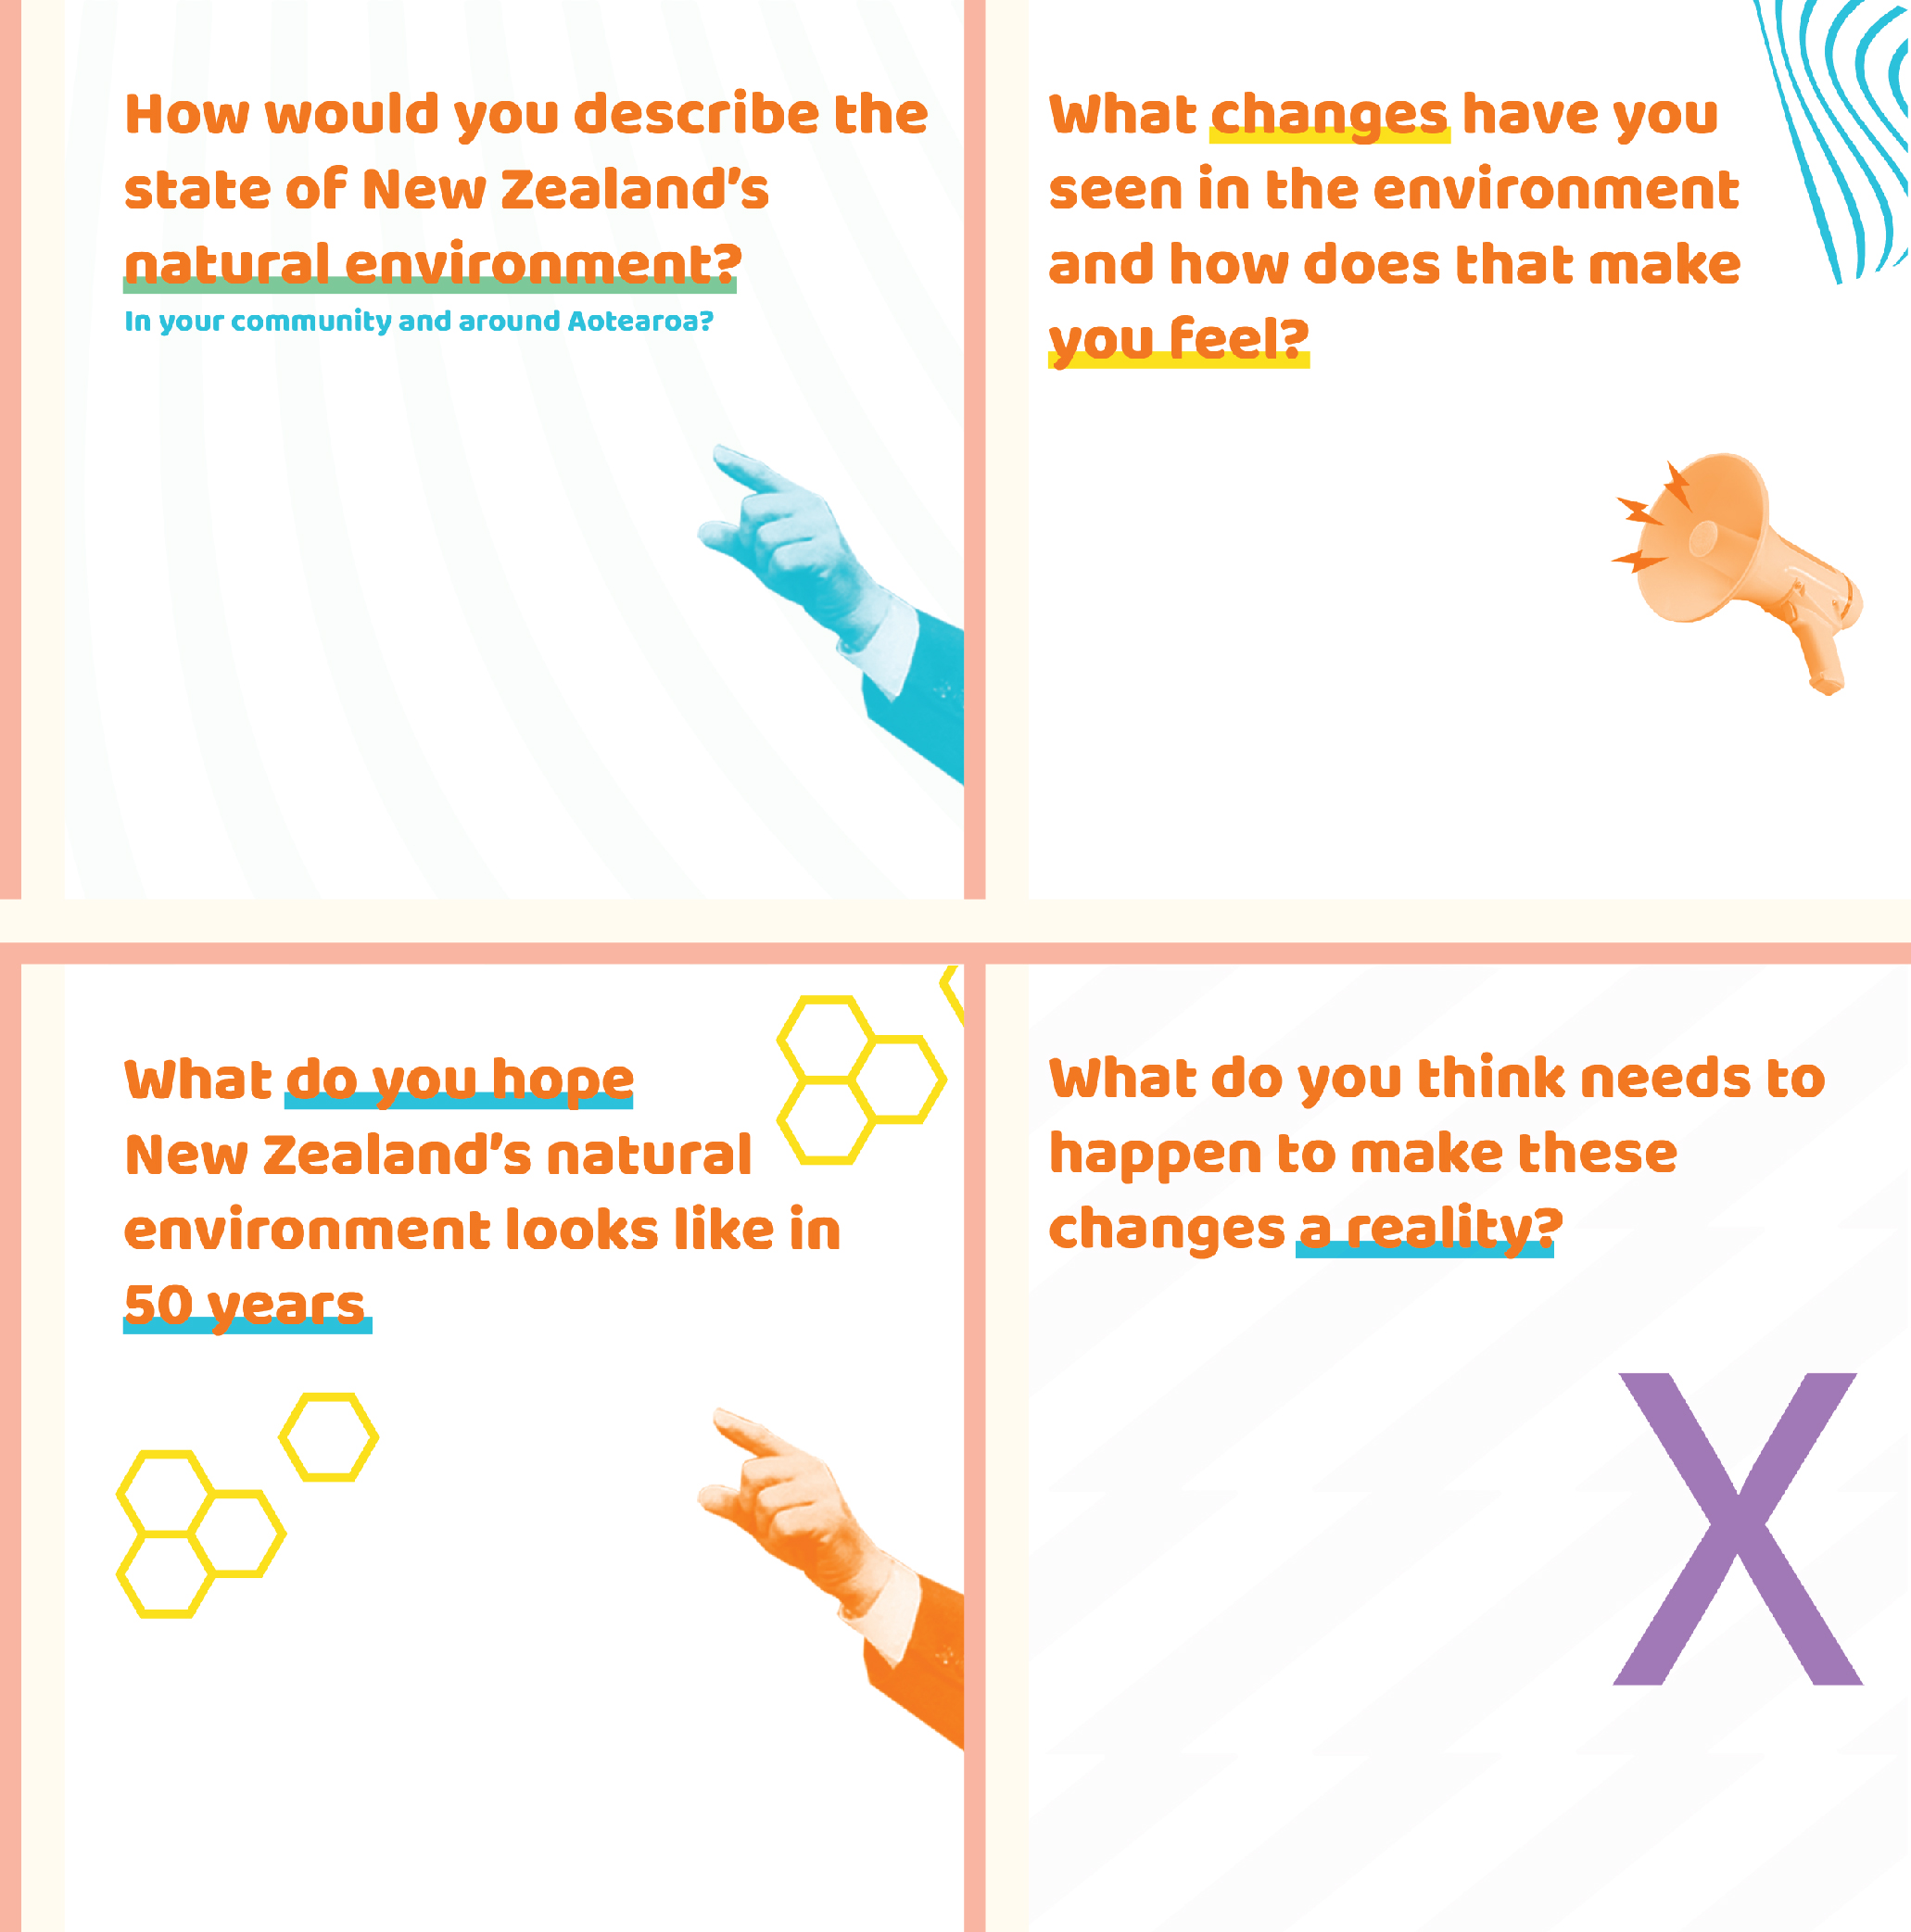 How would you describe the
state of New Zealand's
natural environment?
In your community and around Aotearoa?
What changes have you
seen in the environment
and how does that make
you feel?
What do you hope
New Zealand's natural
environment looks like in
50 years
What do you think needs to
happen to make these
changes a reality?
X